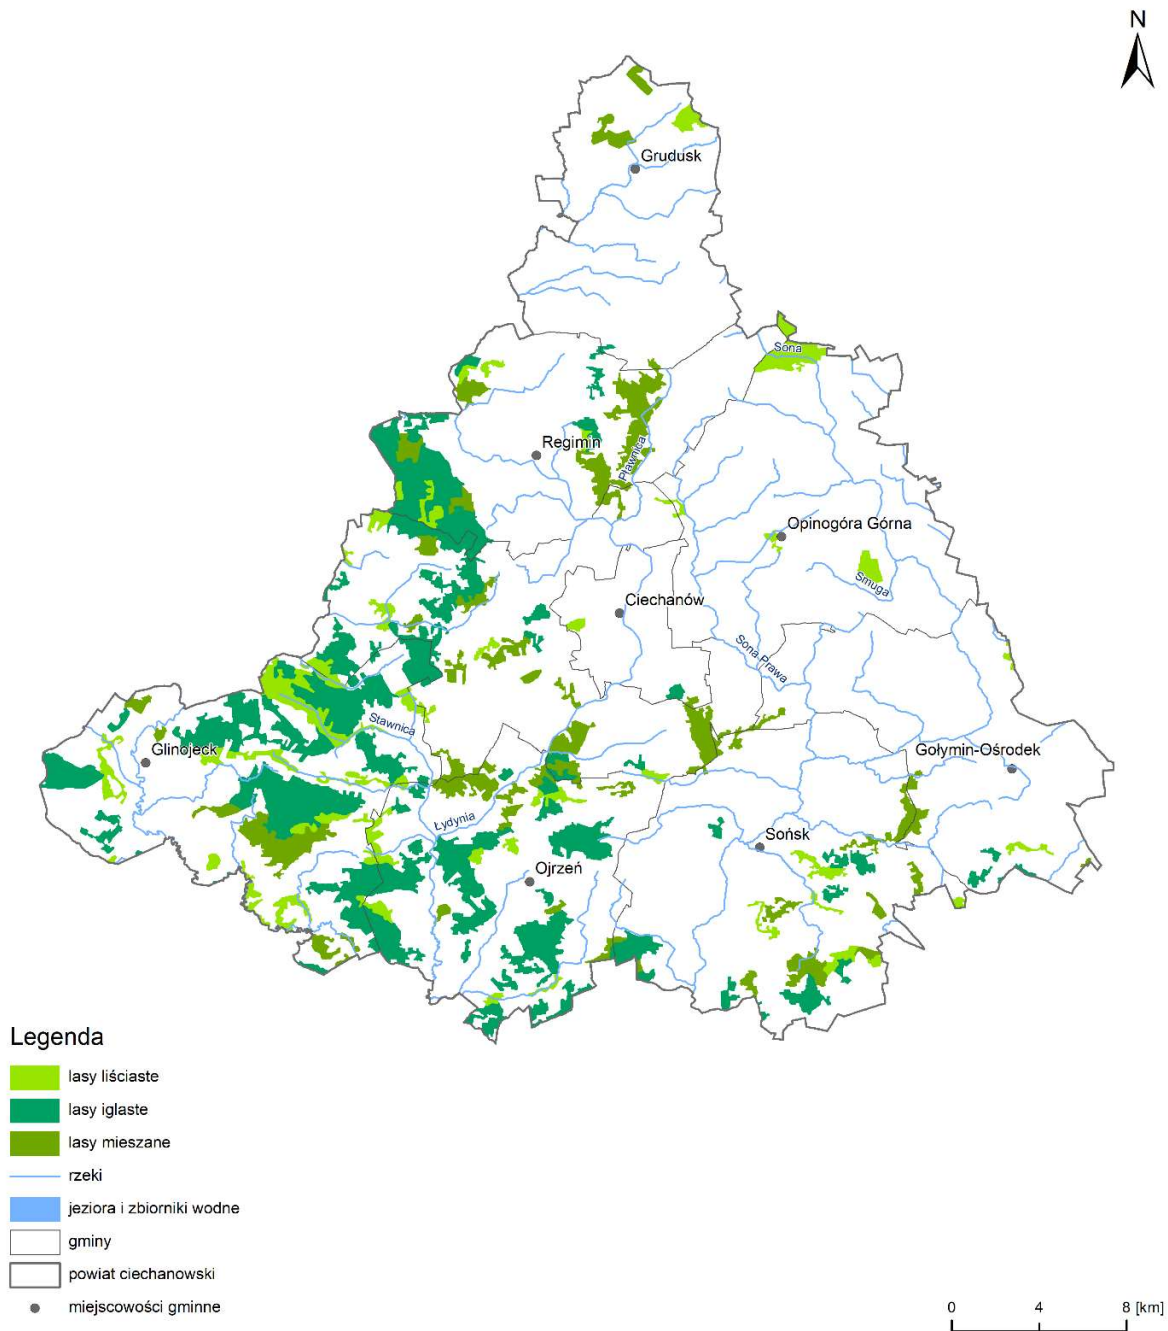 N
Grudusk
Sona
Regimin
Pławnica
Opinogóra Górna
Smuga
Ciechanów
Sona Prawa
Stawnica
Glinojeck
Gołymin-Ośrodek
Łydynia
Sońsk
Ojrzeń
Legenda
lasy liściaste
lasy iglaste
lasy mieszane
rzeki
jeziora i zbiorniki wodne
gminy
powiat ciechanowski
miejscowości gminne
0 4 8 [km]